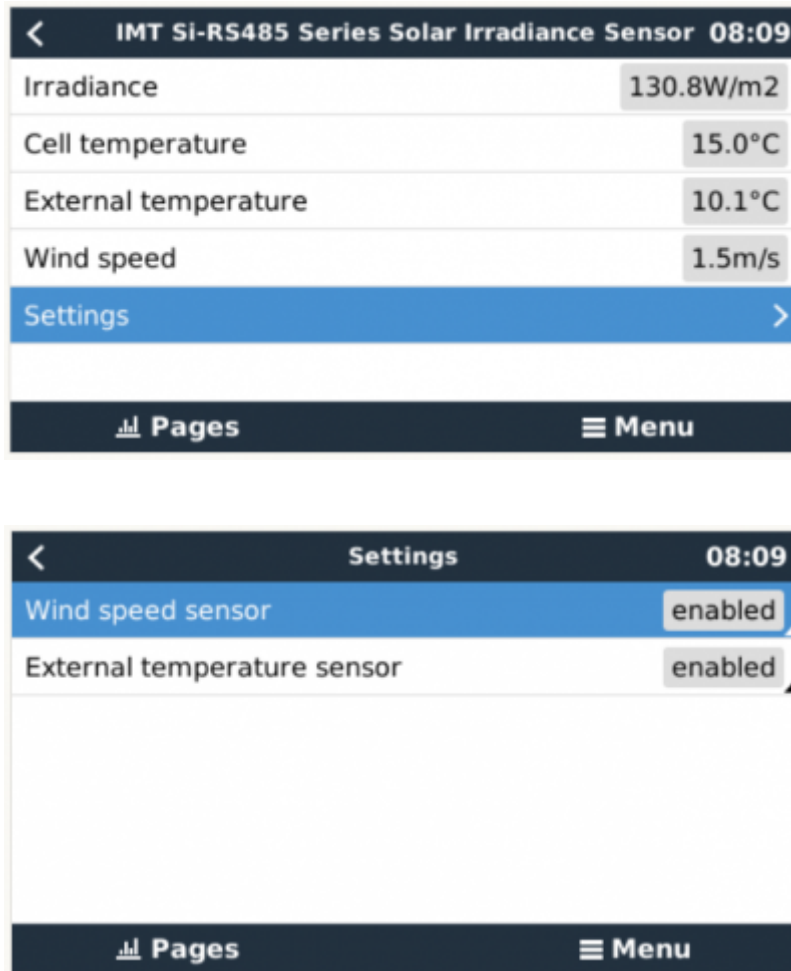 IMT Si-RS485 Series Solar Irradiance Sensor 08:09
Irradiance 130.8W/m2
Cell temperature 15.0°C
External temperature 10.1°C
Wind speed 1.5m/s
Settings
Pages Menu
Settings 08:09
Wind speed sensor enabled
External temperature sensor enabled
Pages Menu